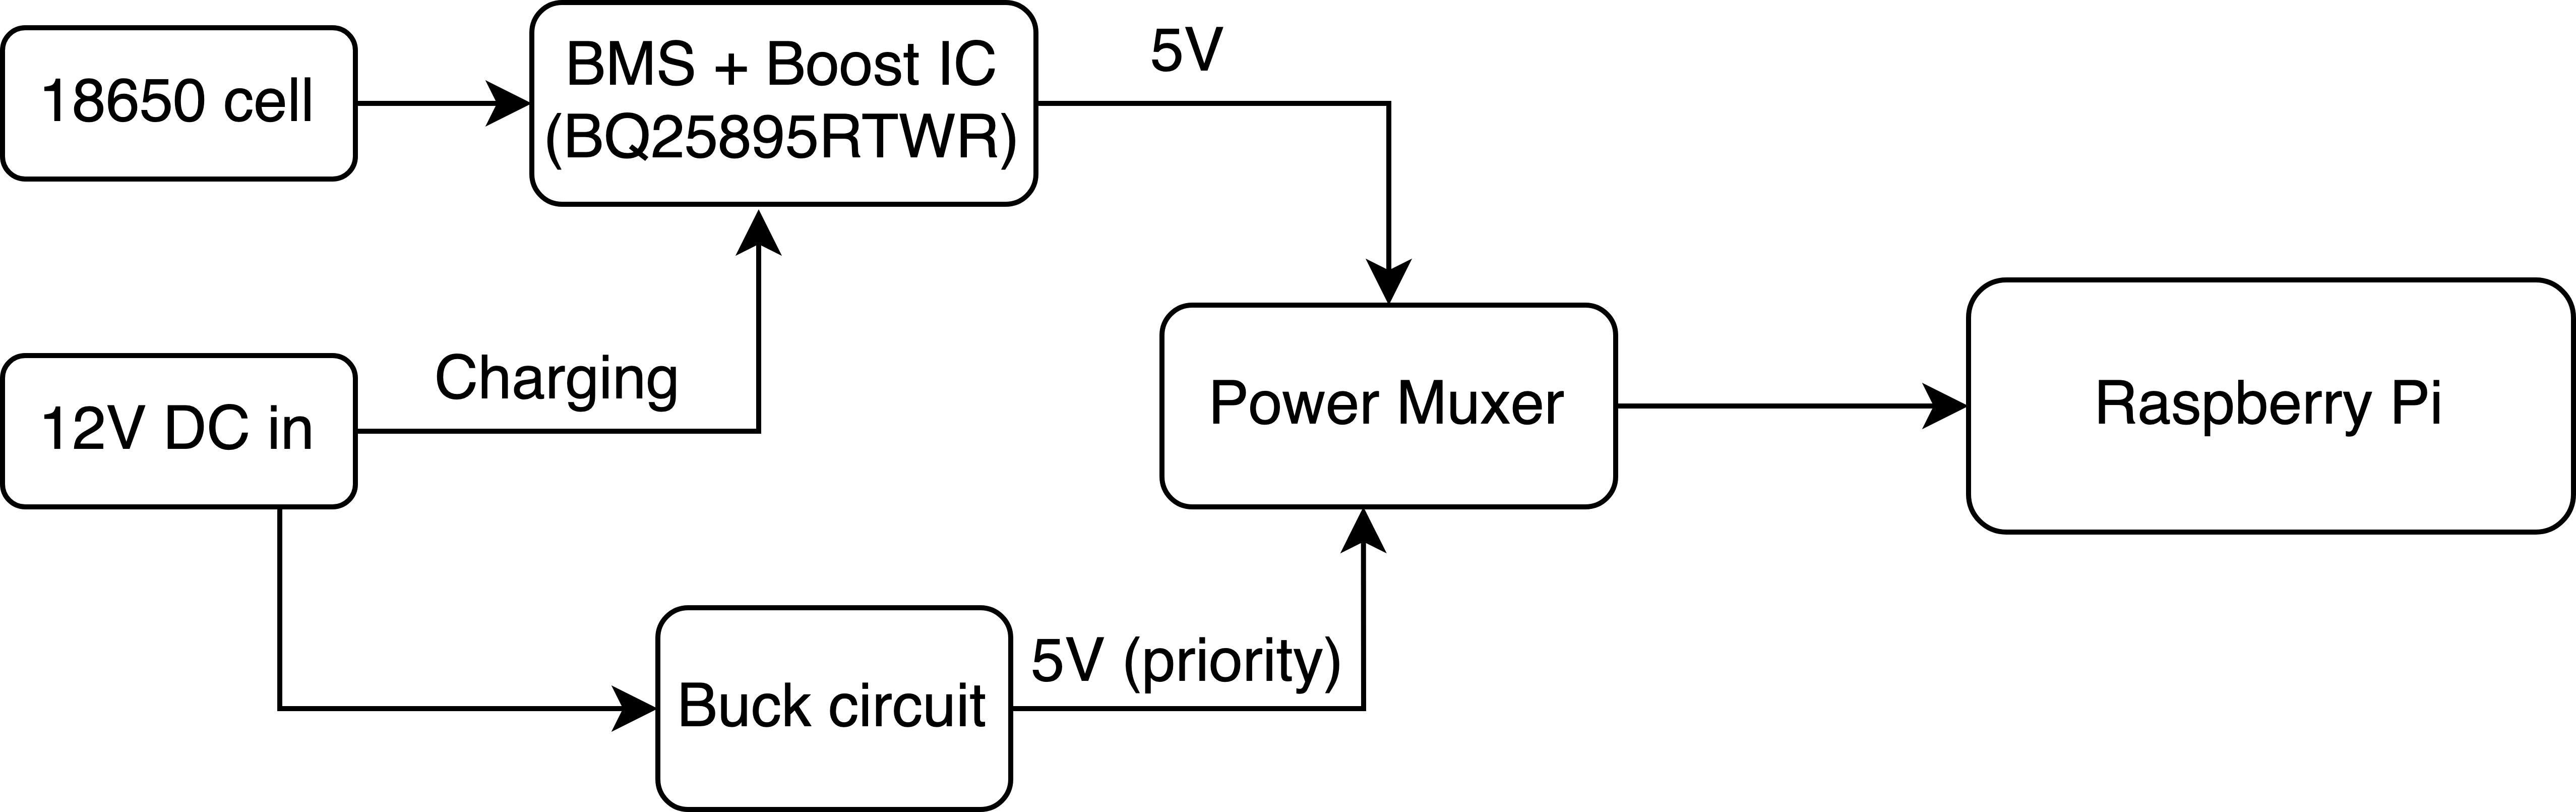 18650 cell
BMS + Boost IC
(BQ25895RTWR)
5V
12V DC in
Charging
Power Muxer
Raspberry Pi
Buck circuit
5V (priority)